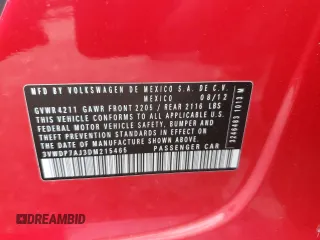 MFD BY VOLKSWAGEN DE MEXICO S.A. DE C.V.
MEXICO 08/12
GVWR 4211 GAWR FRONT 2205 / REAR 2116 LBS
THIS VEHICLE CONFORMS TO ALL APPLICABLE U.S.
FEDERAL MOTOR VEHICLE SAFETY, BUMPER AND
THEFT PREVENTION STANDARDS IN EFFECT ON
THE DATE OF MANUFACTURE SHOWN ABOVE.
3VWDP7AJ3DM215465 PASSENGER CAR
1013 M
DREAMBID